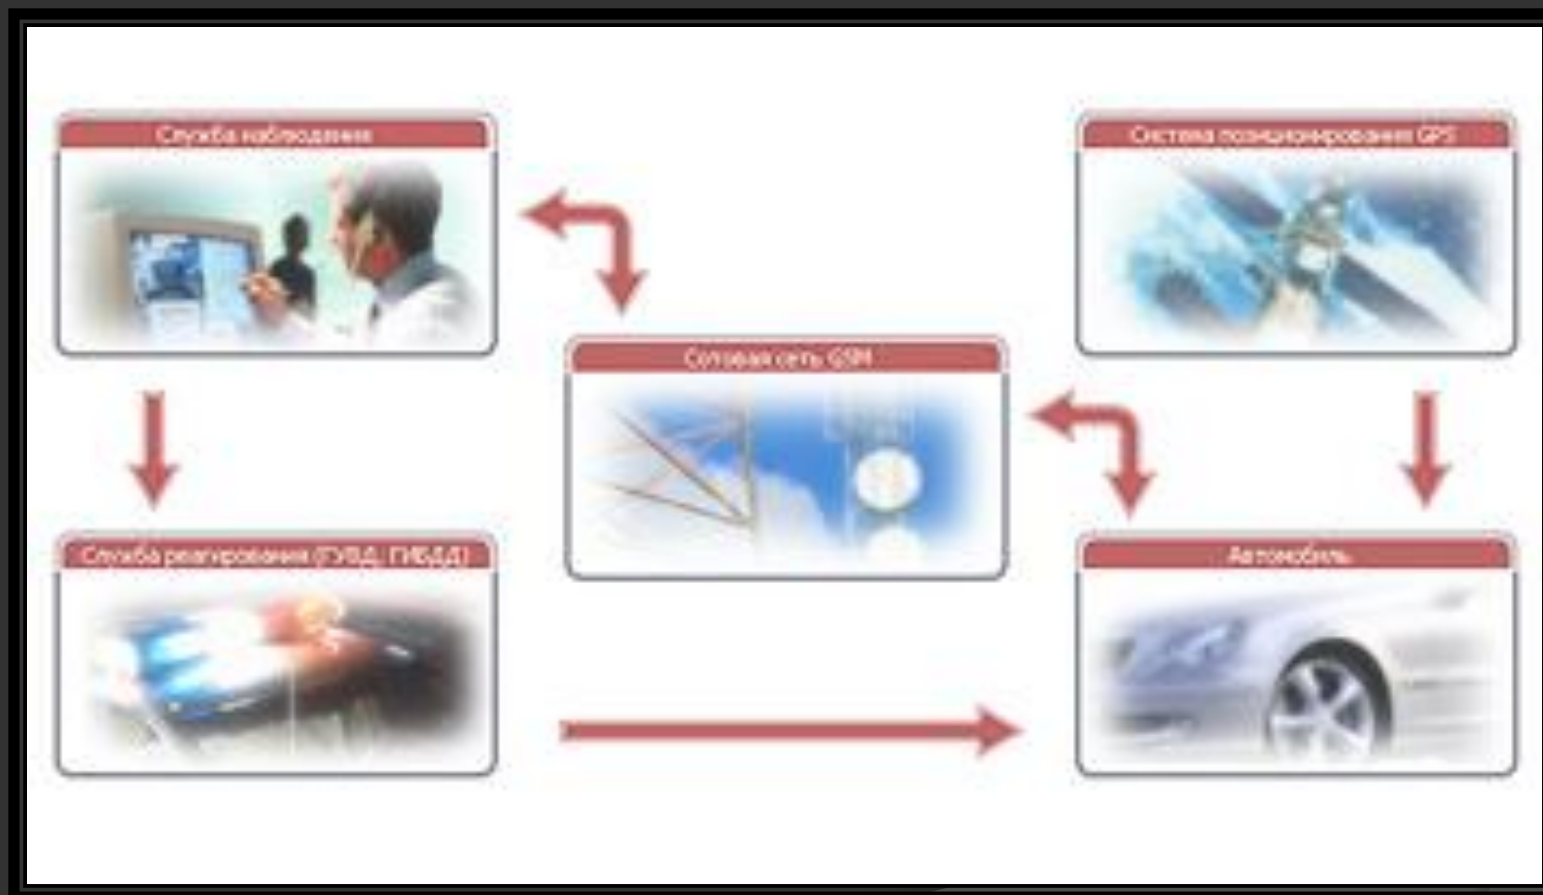 Служба наблюдения
Система позиционирования GPS
Сотовая сеть GSM
Служба реагирования (ГУВД, ГИБДД)
Автомобиль